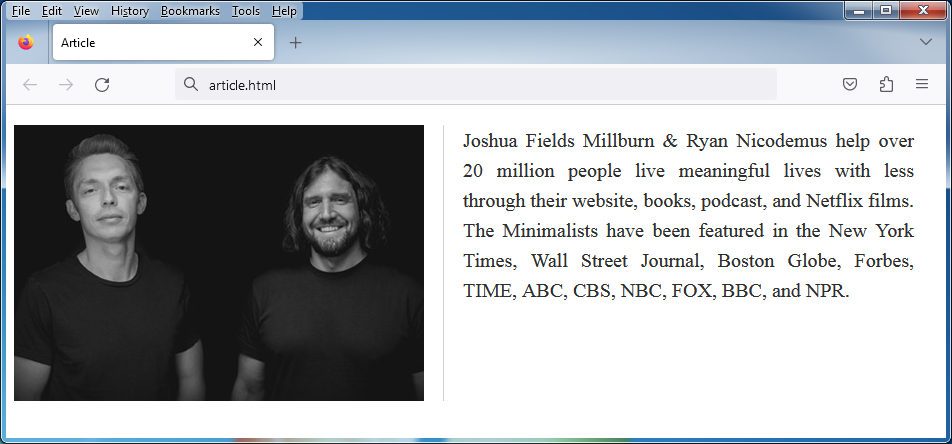 File Edit View History Bookmarks Tools Help
Article
article.html
Joshua Fields Millburn & Ryan Nicodemus help over
20 million people live meaningful lives with less
through their website, books, podcast, and Netflix films.
The Minimalists have been featured in the New York
Times, Wall Street Journal, Boston Globe, Forbes,
TIME, ABC, CBS, NBC, FOX, BBC, and NPR.